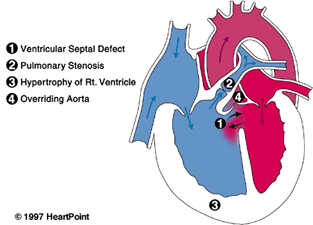 1 Ventricular Septal Defect
2 Pulmonary Stenosis
3 Hypertrophy of Rt. Ventricle
4 Overriding Aorta
2
4
1
3
© 1997 HeartPoint